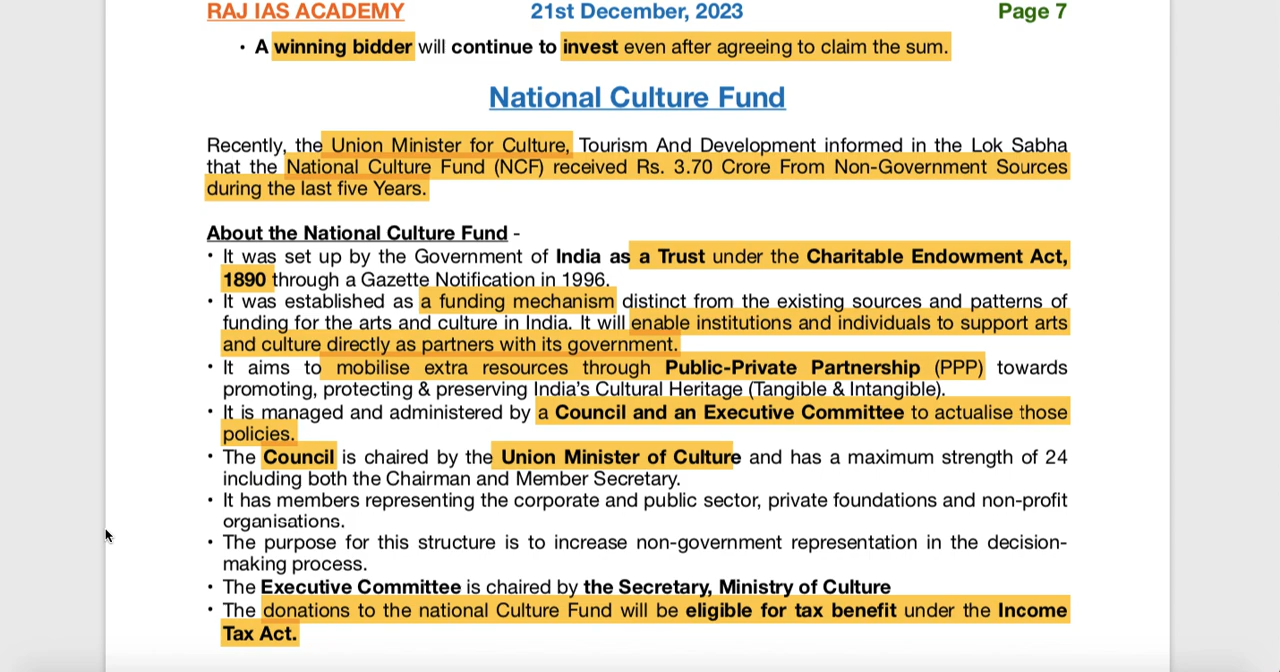 RAJ IAS ACADEMY 21st December, 2023 Page 7
• A winning bidder will continue to invest even after agreeing to claim the sum.
National Culture Fund
Recently, the Union Minister for Culture, Tourism And Development informed in the Lok Sabha
that the National Culture Fund (NCF) received Rs. 3.70 Crore From Non-Government Sources
during the last five Years.
About the National Culture Fund -
• It was set up by the Government of India as a Trust under the Charitable Endowment Act,
1890 through a Gazette Notification in 1996.
• It was established as a funding mechanism distinct from the existing sources and patterns of
funding for the arts and culture in India. It will enable institutions and individuals to support arts
and culture directly as partners with its government.
• It aims to mobilise extra resources through Public-Private Partnership (PPP) towards
promoting, protecting & preserving India's Cultural Heritage (Tangible & Intangible).
• It is managed and administered by a Council and an Executive Committee to actualise those
policies.
• The Council is chaired by the Union Minister of Culture and has a maximum strength of 24
including both the Chairman and Member Secretary.
• It has members representing the corporate and public sector, private foundations and non-profit
organisations.
• The purpose for this structure is to increase non-government representation in the decision-
making process.
• The Executive Committee is chaired by the Secretary, Ministry of Culture
• The donations to the national Culture Fund will be eligible for tax benefit under the Income
Tax Act.